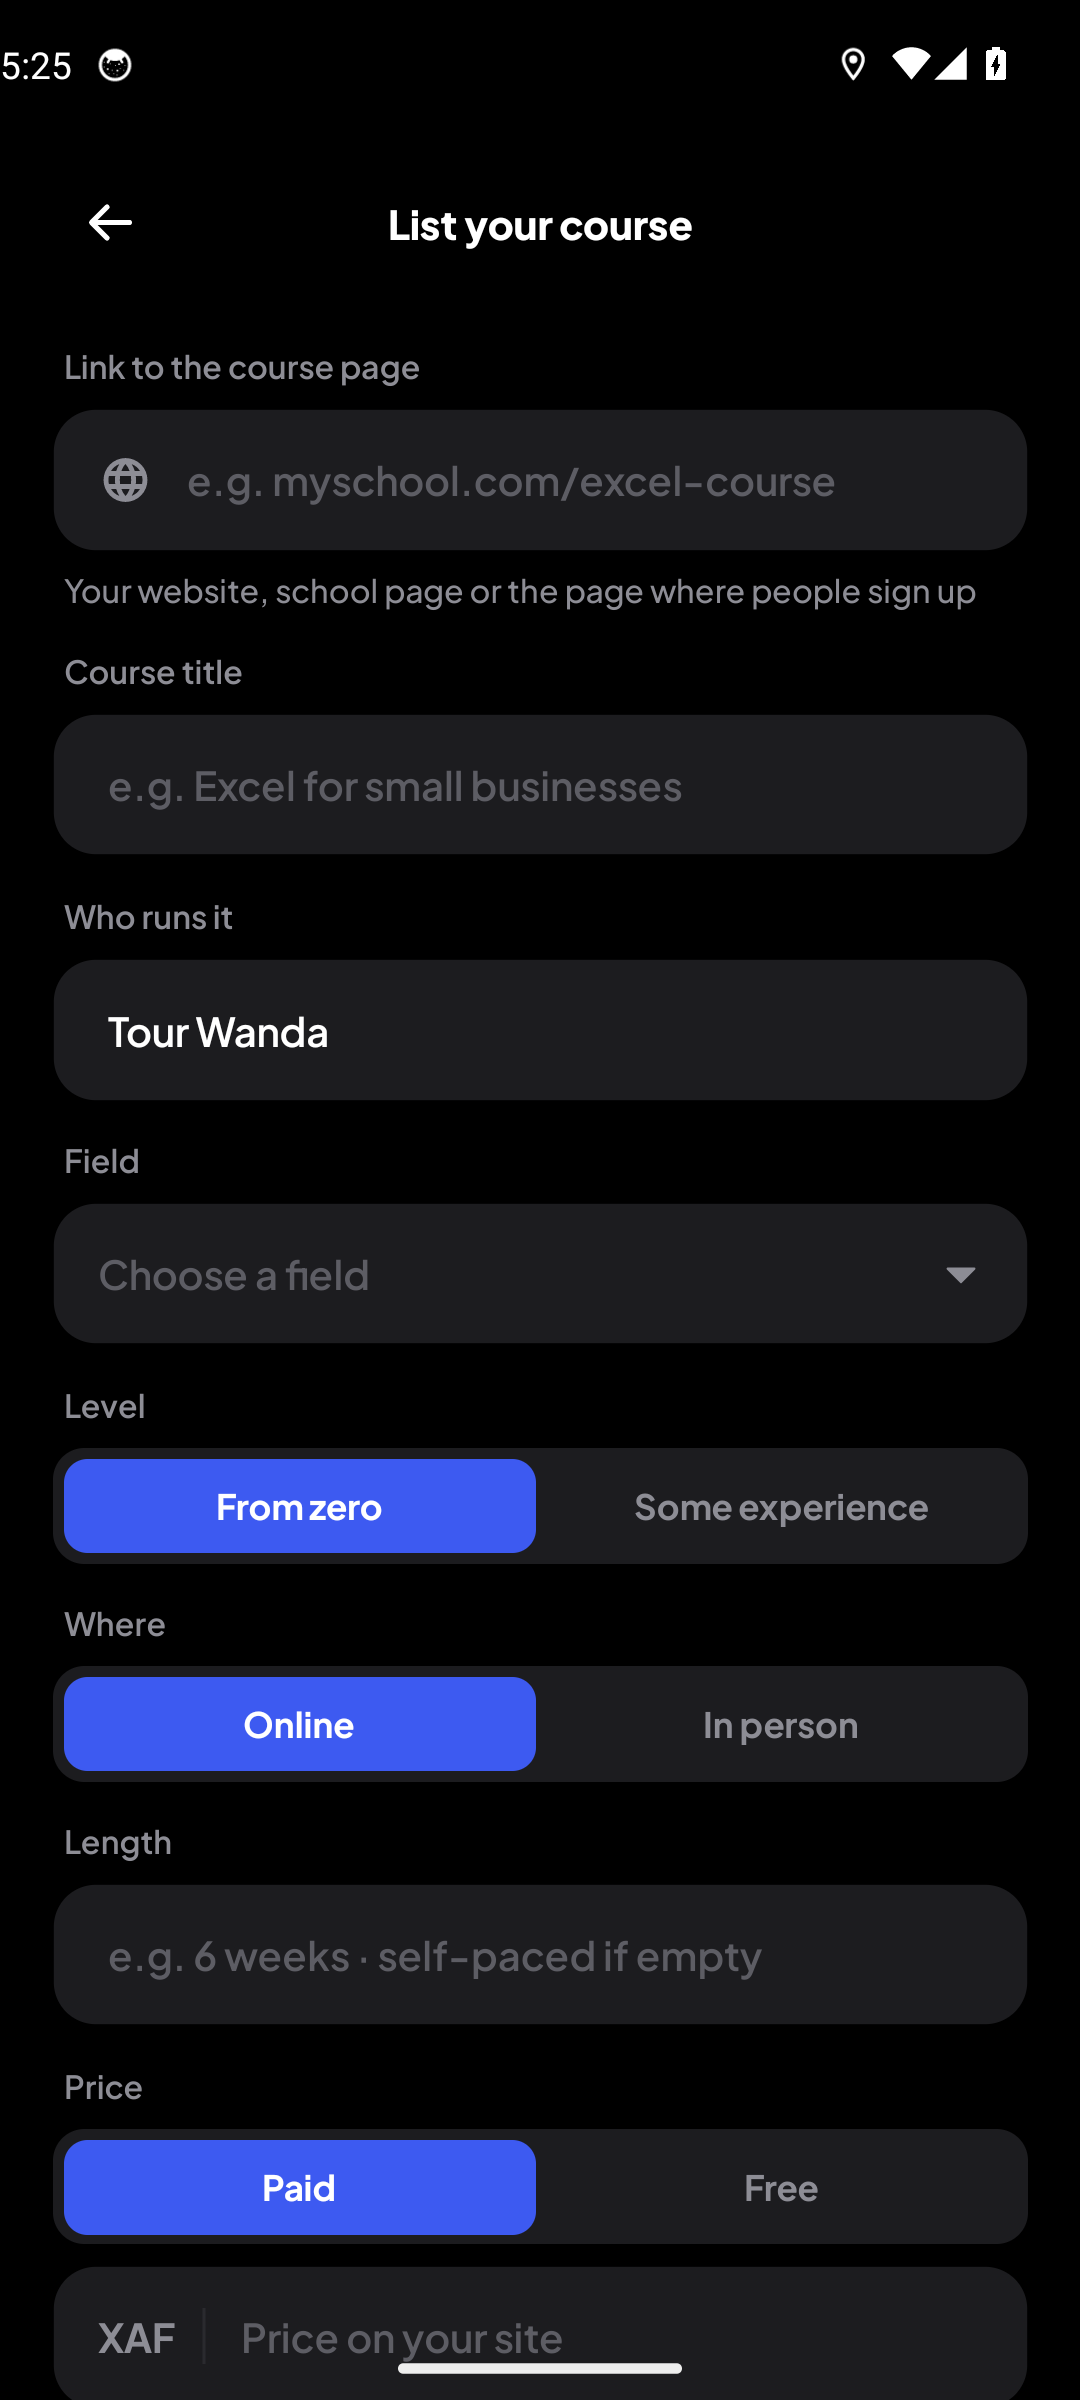 5:25
List your course
Link to the course page
e.g. myschool.com/excel-course
Your website, school page or the page where people sign up
Course title
e.g. Excel for small businesses
Who runs it
Tour Wanda
Field
Choose a field
Level
From zero
Some experience
Where
Online
In person
Length
e.g. 6 weeks · self-paced if empty
Price
Paid
Free
XAF
Price on your site